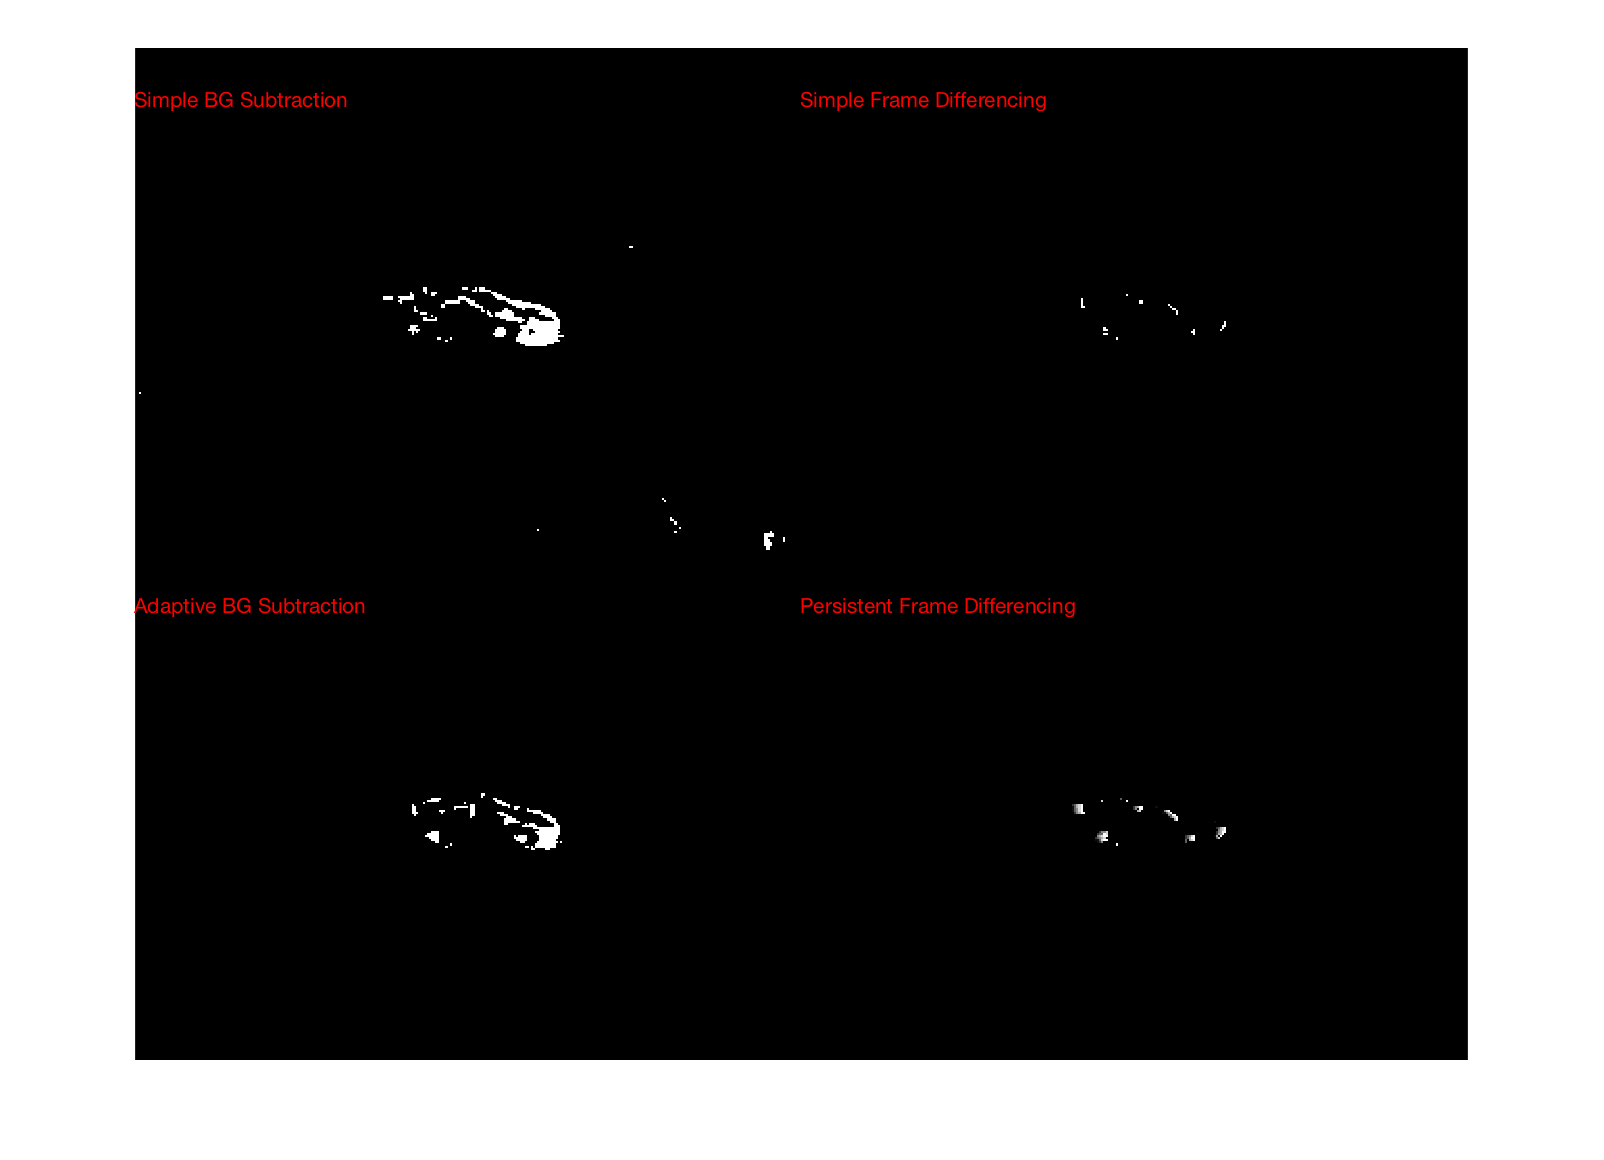 Simple BG Subtraction
Simple Frame Differencing
Adaptive BG Subtraction
Persistent Frame Differencing